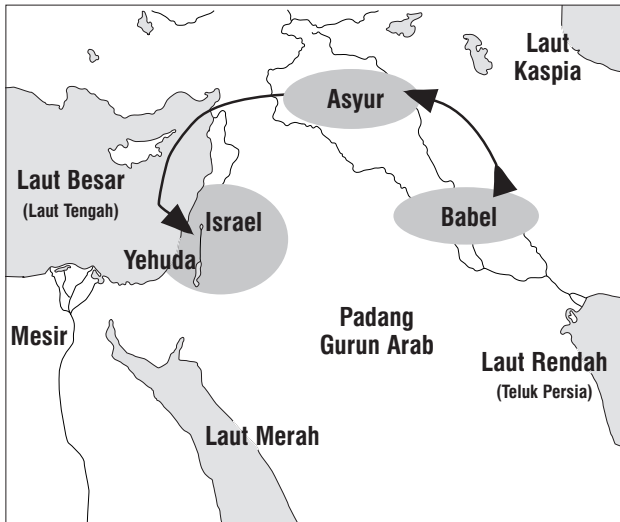 Laut
Kaspia
Asyur
Laut Besar
(Laut Tengah)
Israel
Babel
Yehuda
Mesir
Padang
Gurun Arab
Laut Rendah
(Teluk Persia)
Laut Merah